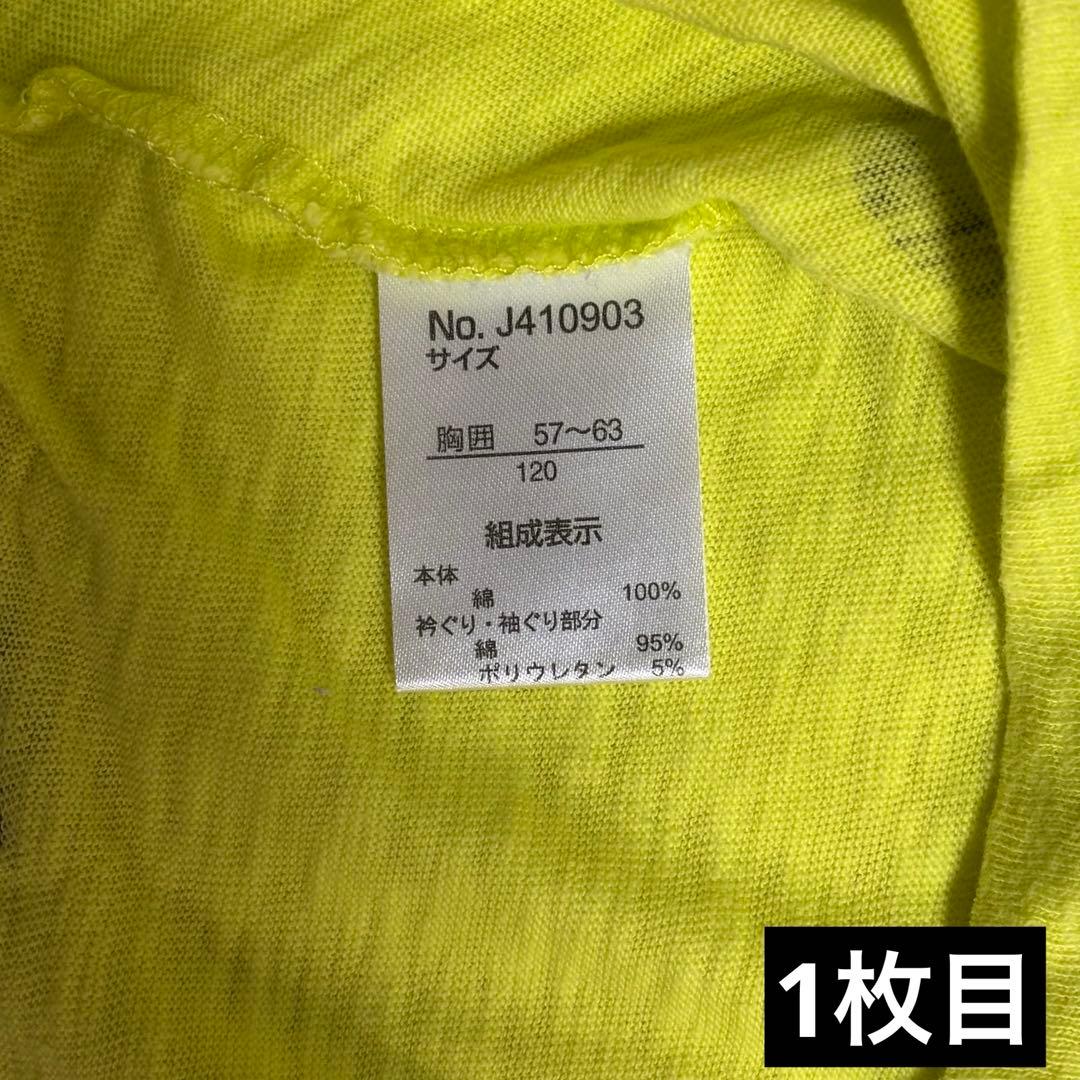 No. J410903
サイズ
胸囲 57〜63
120
組成表示
本体
綿 100%
衿ぐり・袖ぐり部分
綿 95%
ポリウレタン 5%
1枚目